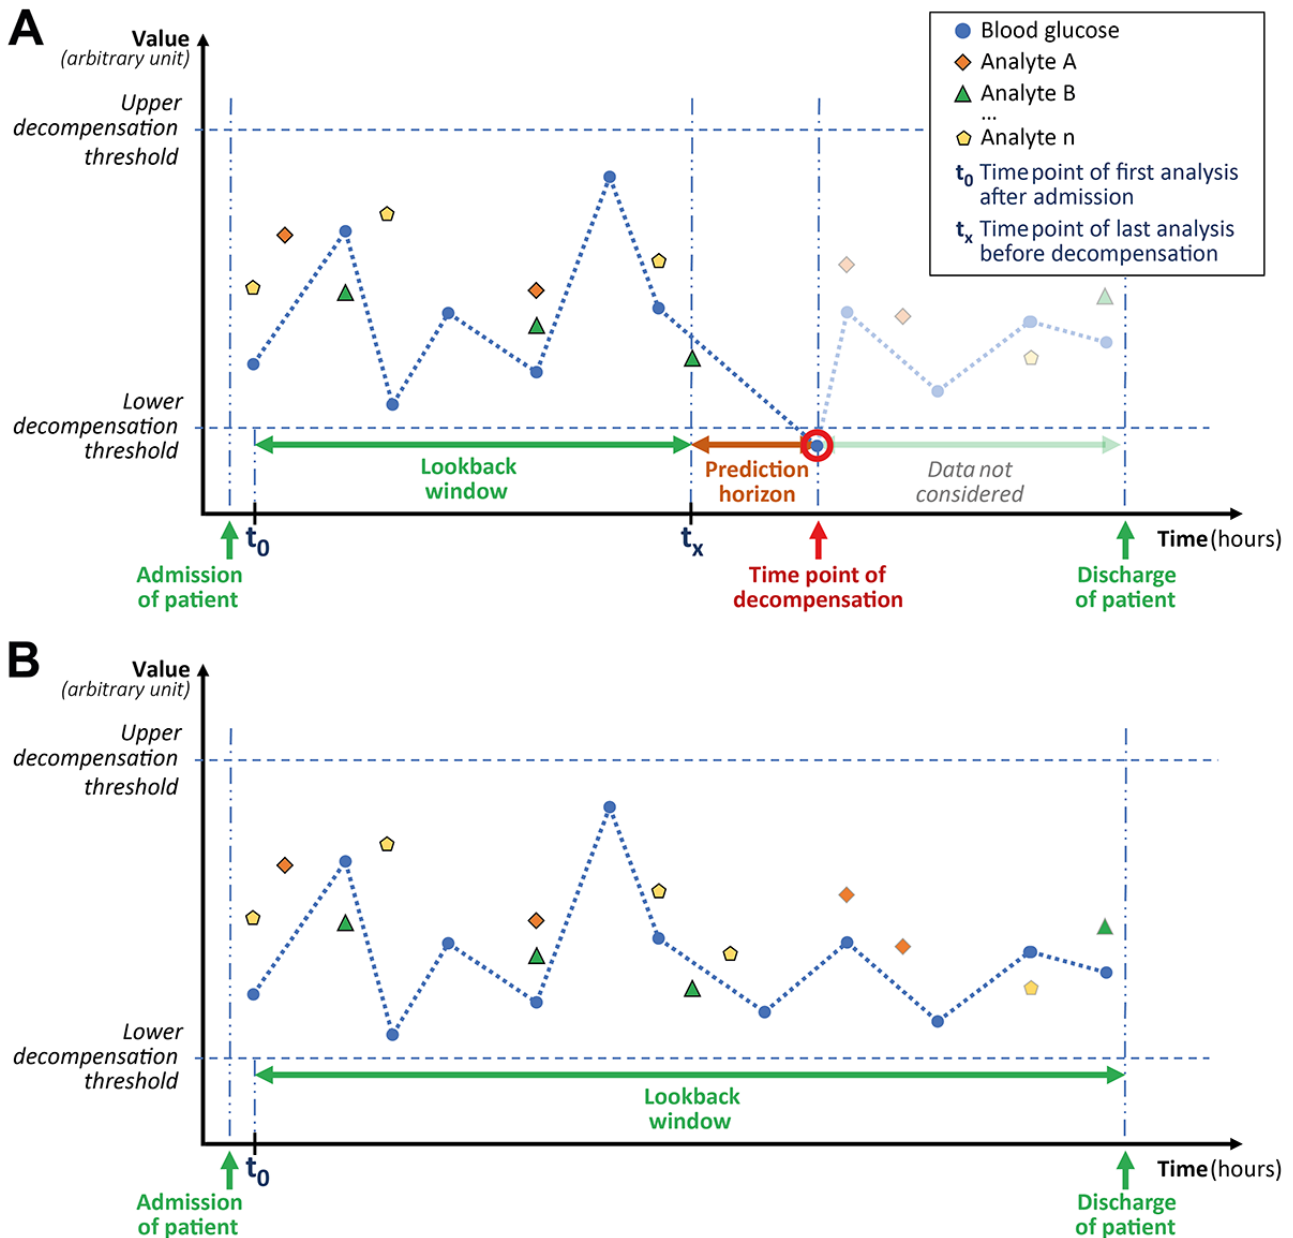 A
Value
(arbitrary unit)
Upper
decompensation
threshold
Lower
decompensation
threshold
Blood glucose
Analyte A
Analyte B
...
Analyte n
t0 Time point of first analysis
after admission
tx Time point of last analysis
before decompensation
Lookback
window
Prediction
horizon
Data not
considered
t0
tx
Time (hours)
Admission
of patient
Time point of
decompensation
Discharge
of patient
B
Value
(arbitrary unit)
Upper
decompensation
threshold
Lower
decompensation
threshold
Lookback
window
t0
Time (hours)
Admission
of patient
Discharge
of patient